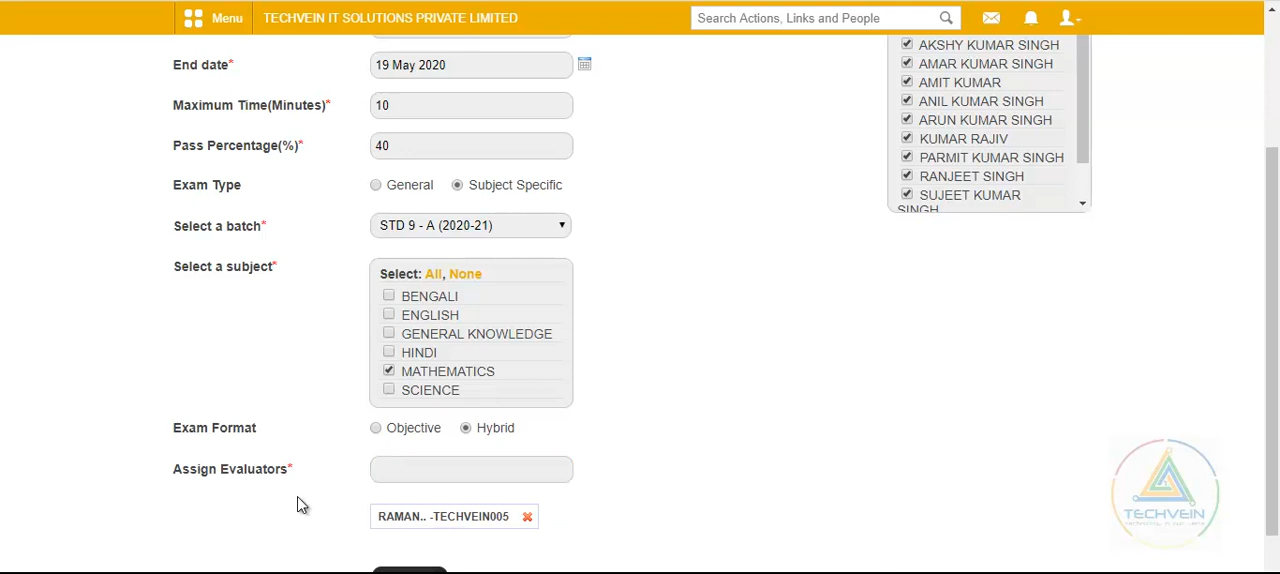 Menu
TECHVEIN IT SOLUTIONS PRIVATE LIMITED
Search Actions, Links and People
End date*
19 May 2020
Maximum Time(Minutes)*
10
Pass Percentage(%)*
40
Exam Type
General
Subject Specific
Select a batch*
STD 9 - A (2020-21)
Select a subject*
Select: All, None
BENGALI
ENGLISH
GENERAL KNOWLEDGE
HINDI
MATHEMATICS
SCIENCE
Exam Format
Objective
Hybrid
Assign Evaluators*
RAMAN.. -TECHVEIN005
AKSHY KUMAR SINGH
AMAR KUMAR SINGH
AMIT KUMAR
ANIL KUMAR SINGH
ARUN KUMAR SINGH
KUMAR RAJIV
PARMIT KUMAR SINGH
RANJEET SINGH
SUJEET KUMAR
SINGH
TECHVEIN